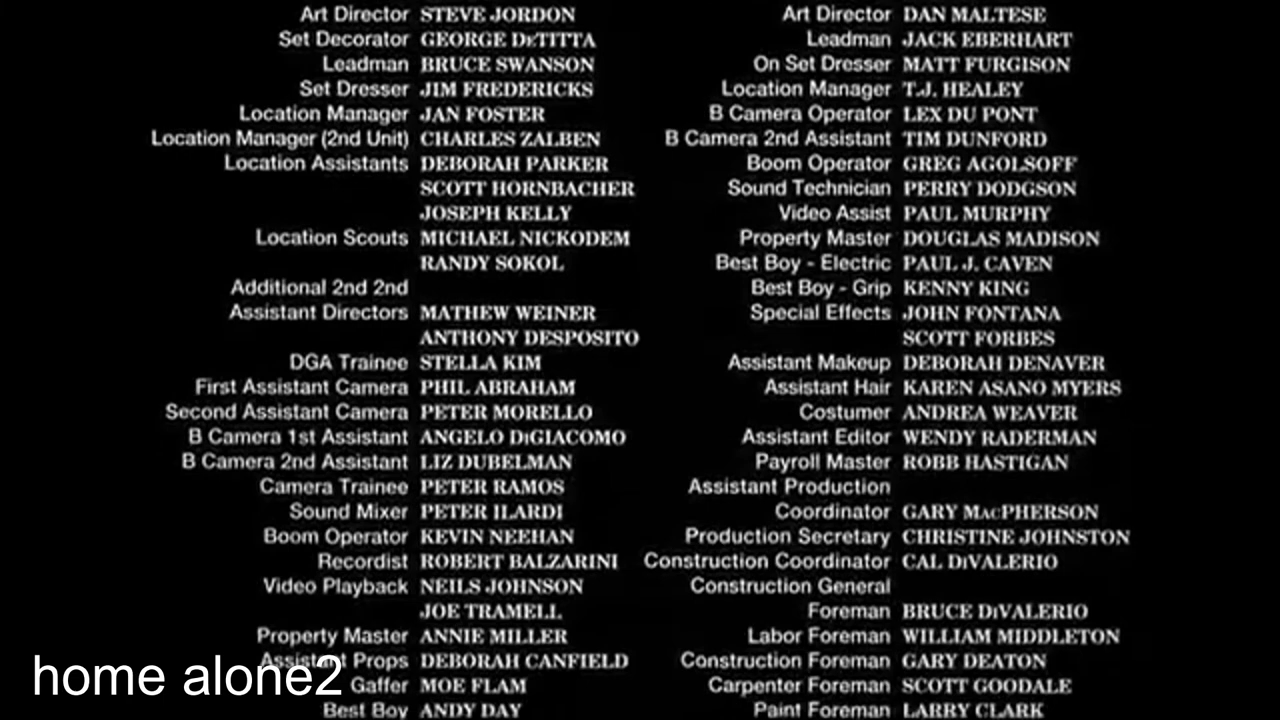 Art Director STEVE JORDON
Set Decorator GEORGE DeTITTA
Leadman BRUCE SWANSON
Set Dresser JIM FREDERICKS
Location Manager JAN FOSTER
Location Manager (2nd Unit) CHARLES ZALBEN
Location Assistants DEBORAH PARKER
SCOTT HORNBACHER
JOSEPH KELLY
Location Scouts MICHAEL NICKODEM
RANDY SOKOL
Additional 2nd 2nd
Assistant Directors MATHEW WEINER
ANTHONY DESPOSITO
DGA Trainee STELLA KIM
First Assistant Camera PHIL ABRAHAM
Second Assistant Camera PETER MORELLO
B Camera 1st Assistant ANGELO DiGIACOMO
B Camera 2nd Assistant LIZ DUBELMAN
Camera Trainee PETER RAMOS
Sound Mixer PETER ILARDI
Boom Operator KEVIN NEEHAN
Recordist ROBERT BALZARINI
Video Playback NEILS JOHNSON
JOE TRAMELL
Property Master ANNIE MILLER
Assistant Props DEBORAH CANFIELD
Gaffer MOE FLAM
Best Boy ANDY DAY
Art Director DAN MALTESE
Leadman JACK EBERHART
On Set Dresser MATT FURGISON
Location Manager T.J. HEALEY
B Camera Operator LEX DU PONT
B Camera 2nd Assistant TIM DUNFORD
Boom Operator GREG AGOLSOFF
Sound Technician PERRY DODGSON
Video Assist PAUL MURPHY
Property Master DOUGLAS MADISON
Best Boy - Electric PAUL J. CAVEN
Best Boy - Grip KENNY KING
Special Effects JOHN FONTANA
SCOTT FORBES
Assistant Makeup DEBORAH DENAVER
Assistant Hair KAREN ASANO MYERS
Costumer ANDREA WEAVER
Assistant Editor WENDY RADERMAN
Payroll Master ROBB HASTIGAN
Assistant Production
Coordinator GARY MacPHERSON
Production Secretary CHRISTINE JOHNSTON
Construction Coordinator CAL DiVALERIO
Construction General
Foreman BRUCE DiVALERIO
Labor Foreman WILLIAM MIDDLETON
Construction Foreman GARY DEATON
Carpenter Foreman SCOTT GOODALE
Paint Foreman LARRY CLARK
home alone2